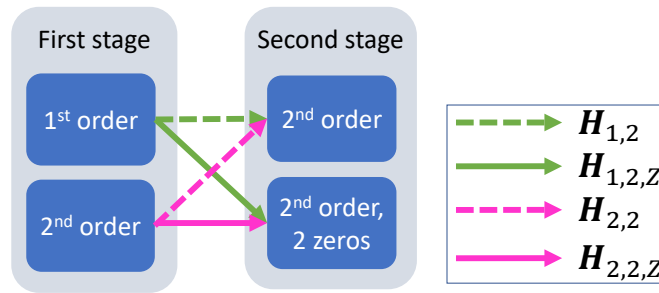 First stage
Second stage
1st order
2nd order
2nd order
2nd order,
2 zeros
H1,2
H1,2,Z
H2,2
H2,2,Z